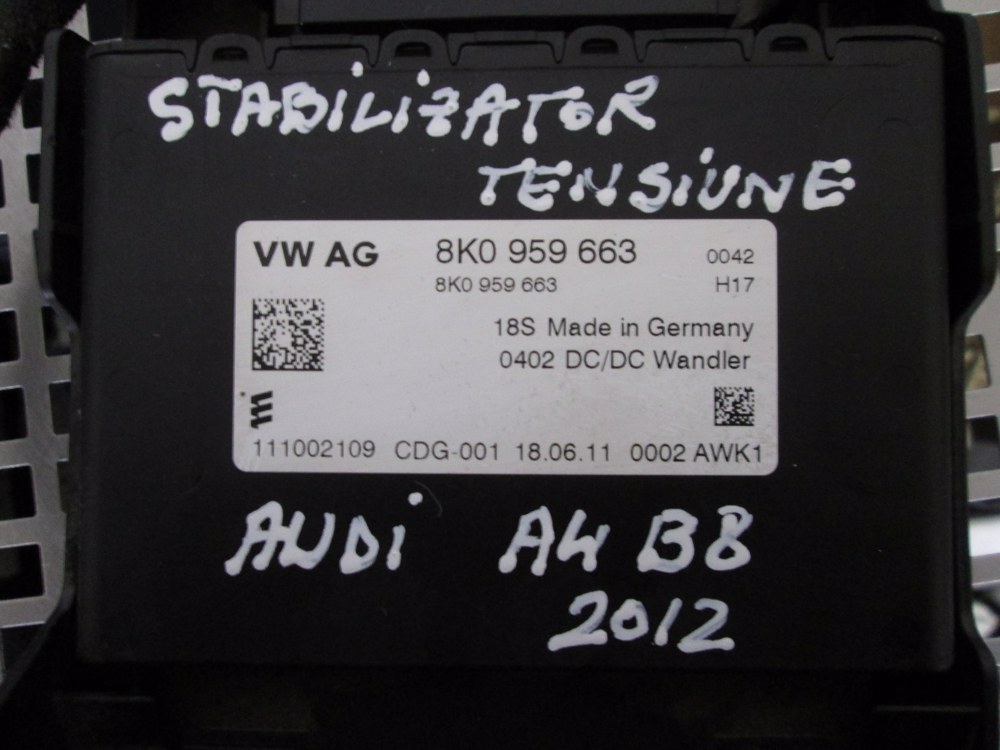 STABiLiZATOR
TENSiUNE
VW AG 8K0 959 663 0042
8K0 959 663 H17
18S Made in Germany
0402 DC/DC Wandler
111002109 CDG-001 18.06.11 0002 AWK1
AUDi A4 B8
2012